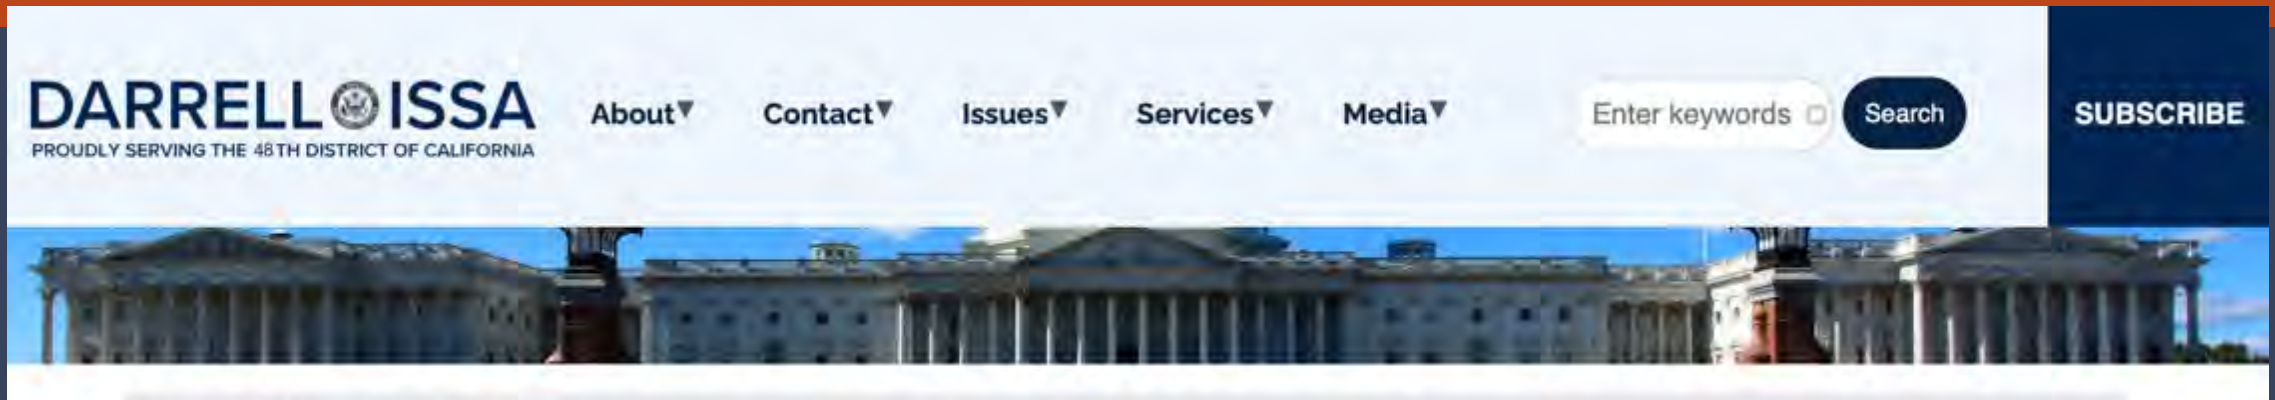 DARRELL ISSA
PROUDLY SERVING THE 48TH DISTRICT OF CALIFORNIA
About▼ Contact▼ Issues▼ Services▼ Media▼
Enter keywords Search
SUBSCRIBE